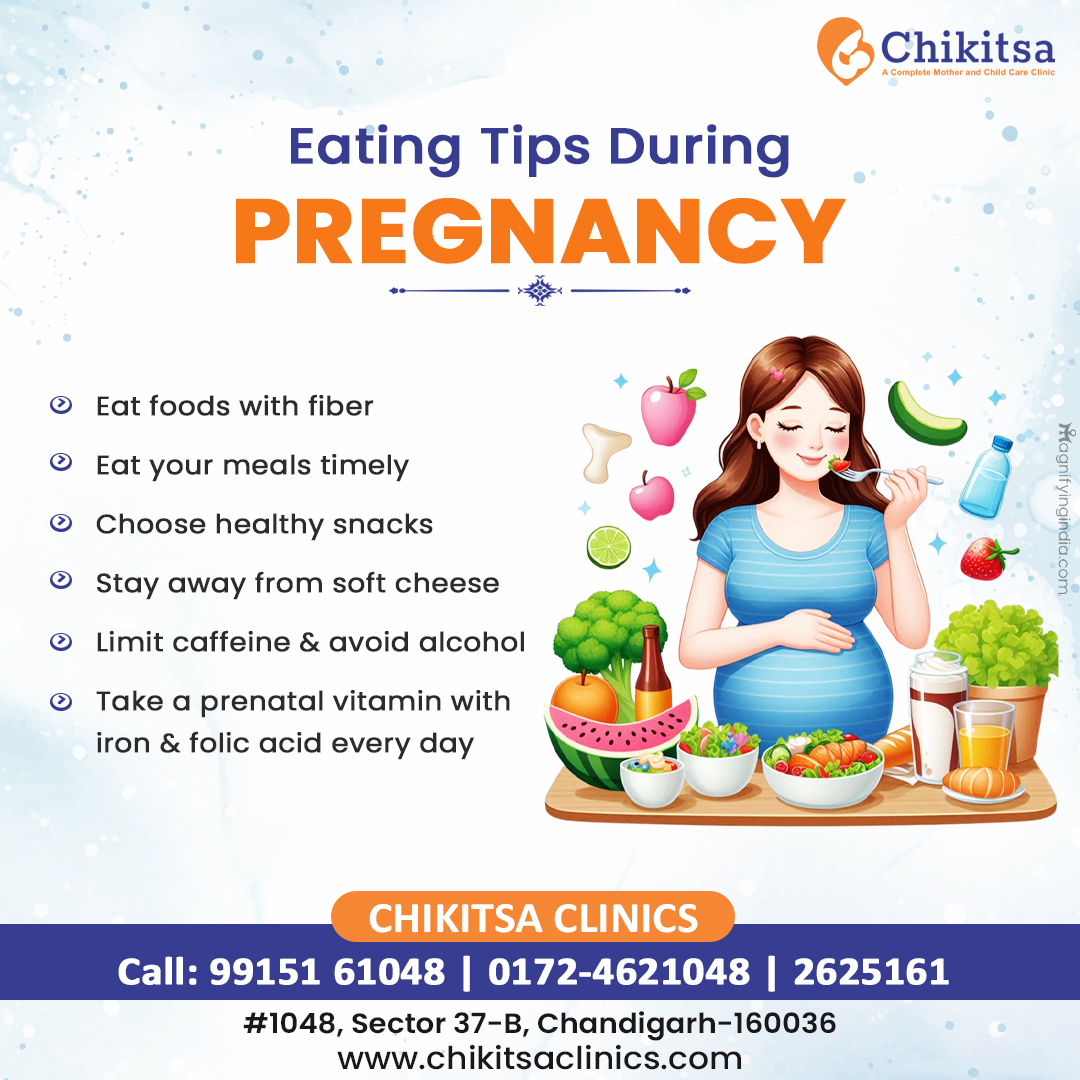 Chikitsa
A Complete Mother and Child Care Clinic
Eating Tips During
PREGNANCY
Eat foods with fiber
Eat your meals timely
Choose healthy snacks
Stay away from soft cheese
Limit caffeine & avoid alcohol
Take a prenatal vitamin with
iron & folic acid every day
Magnifyingindia.com
CHIKITSA CLINICS
Call: 99151 61048 | 0172-4621048 | 2625161
#1048, Sector 37-B, Chandigarh-160036
www.chikitsaclinics.com